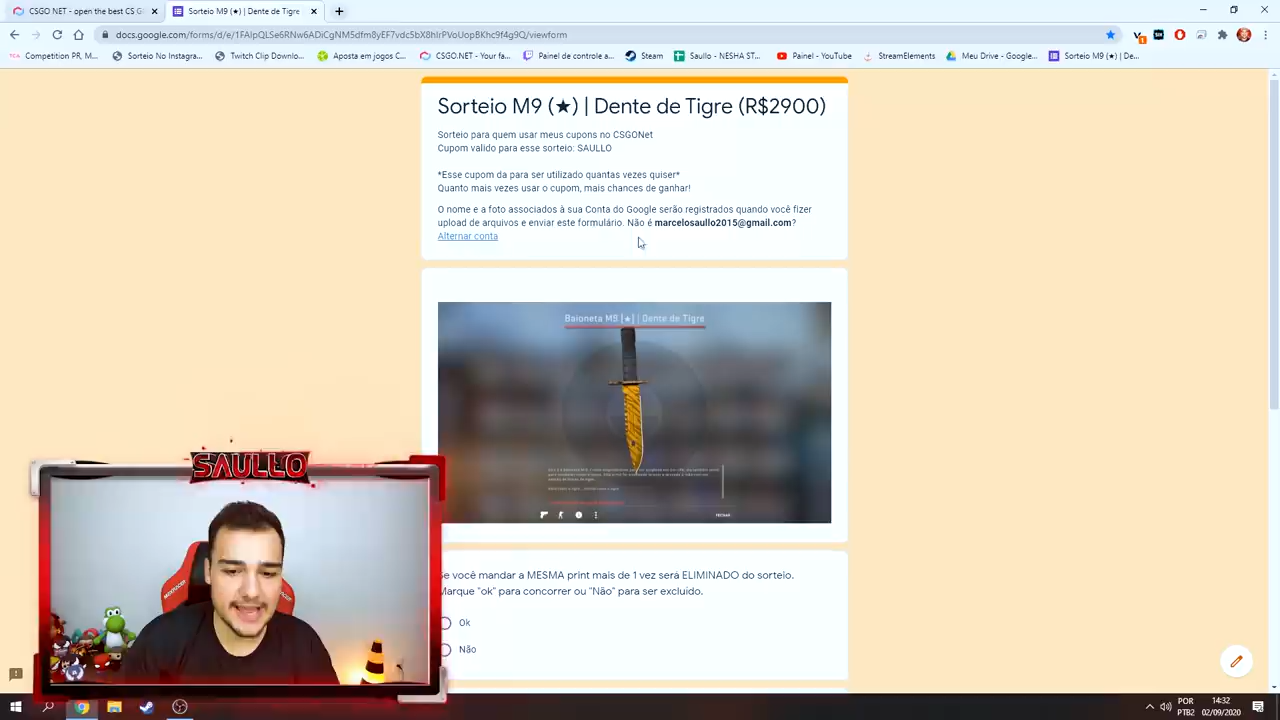 CSGO.NET - open the best CS G
Sorteio M9 (★) | Dente de Tigre
docs.google.com/forms/d/e/1FAIpQLSe6RNw6ADiCgNM5dfm8yEF7vdc5bX8hIrPVoUopBKhc9f4g9Q/viewform
Competition PR. M...
Sorteio No Instagra...
Twitch Clip Downlo...
Aposta em jogos C...
CSGO.NET - Your fa...
Painel de controle a...
Steam
Saullo - NESHA ST...
Painel - YouTube
StreamElements
Meu Drive - Google...
Sorteio M9 (★) | De...
Sorteio M9 (★) | Dente de Tigre (R$2900)
Sorteio para quem usar meus cupons no CSGONet
Cupom valido para esse sorteio: SAULLO
*Esse cupom da para ser utilizado quantas vezes quiser*
Quanto mais vezes usar o cupom, mais chances de ganhar!
O nome e a foto associados à sua Conta do Google serão registrados quando você fizer
upload de arquivos e enviar este formulário. Não é marcelosaullo2015@gmail.com?
Alternar conta
Baioneta M9 (★) | Dente de Tigre
SAULLO
Se você mandar a MESMA print mais de 1 vez será ELIMINADO do sorteio.
Marque "ok" para concorrer ou "Não" para ser excluído.
Ok
Não
POR
PTB2
14:32
02/09/2020